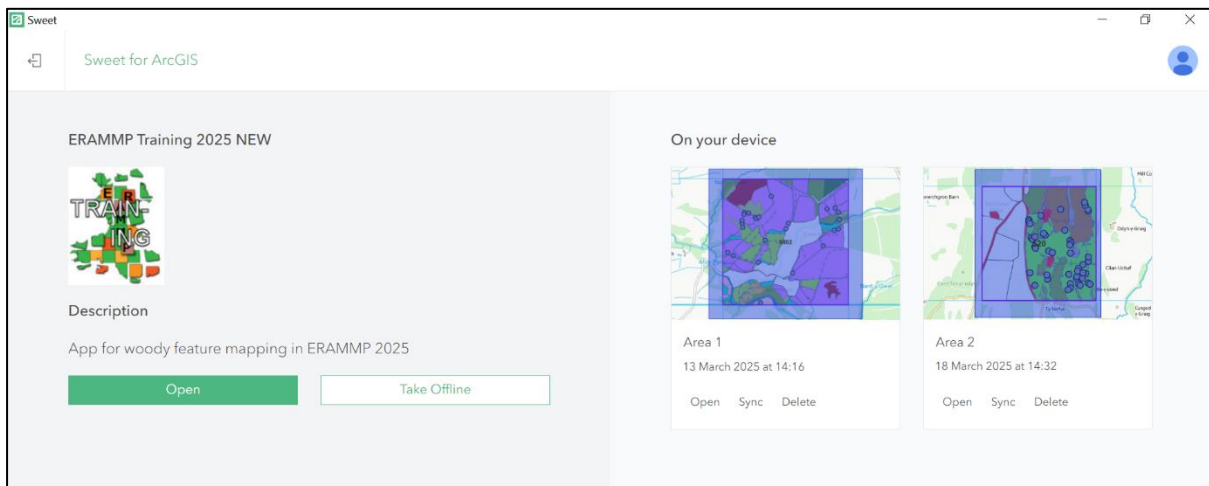 Sweet
Sweet for ArcGIS
ERAMMP Training 2025 NEW
TRAIN-
ING
Description
App for woody feature mapping in ERAMMP 2025
Open
Take Offline
On your device
Area 1
13 March 2025 at 14:16
Open Sync Delete
Area 2
18 March 2025 at 14:32
Open Sync Delete